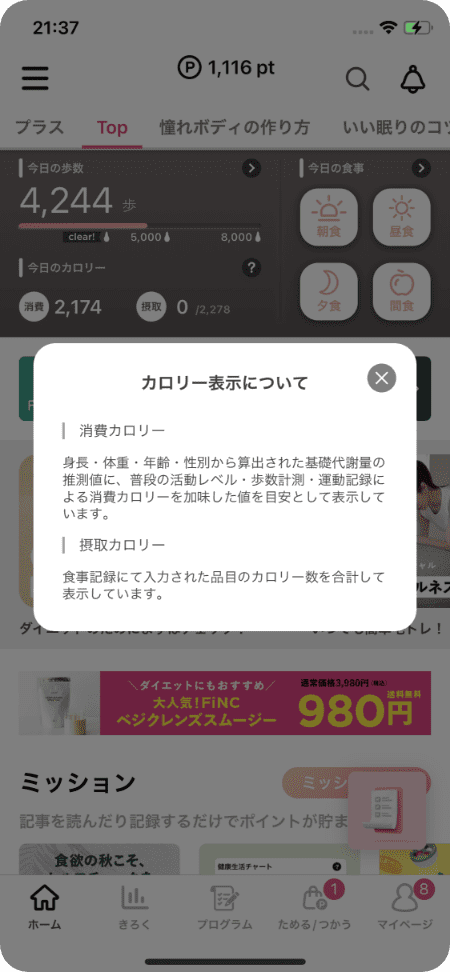 21:37
P 1,116 pt
プラス Top 憧れボディの作り方 いい眠りのコツ
今日の歩数
今日の食事
4,244 歩
clear! 5,000 8,000
朝食 昼食
今日のカロリー ?
消費 2,174 摂取 0 /2,278
夕食 間食
カロリー表示について
消費カロリー
身長・体重・年齢・性別から算出された基礎代謝量の
推測値に、普段の活動レベル・歩数計測・運動記録に
よる消費カロリーを加味した値を目安として表示して
います。
摂取カロリー
食事記録にて入力された品目のカロリー数を合計して
表示しています。
＼ダイエットにもおすすめ／
大人気！FiNC
ベジクレンズスムージー
通常価格3,980円(税込)
送料無料
980円
ミッション
ミッシ
記事を読んだり記録するだけでポイントが貯ま
食欲の秋こそ、
健康生活チャート ?
1 8
ホーム きろく プログラム ためる/つかう マイページ